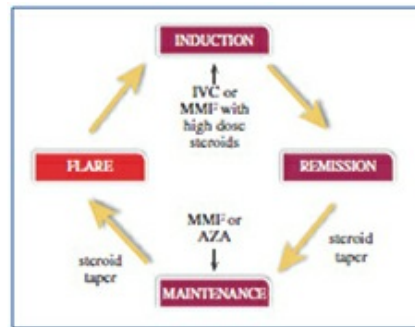 INDUCTION
IVC or
MMF with
high dose
steroids
FLARE
REMISSION
MMF or
AZA
steroid
taper
steroid
taper
MAINTENANCE